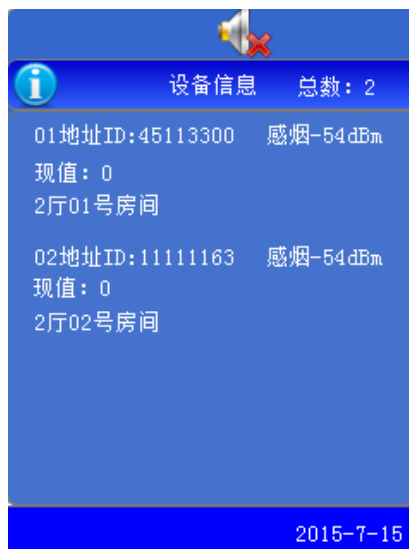 设备信息 总数: 2
01地址ID:45113300 感烟-54dBm
现值: 0
2厅01号房间
02地址ID:11111163 感烟-54dBm
现值: 0
2厅02号房间
2015-7-15